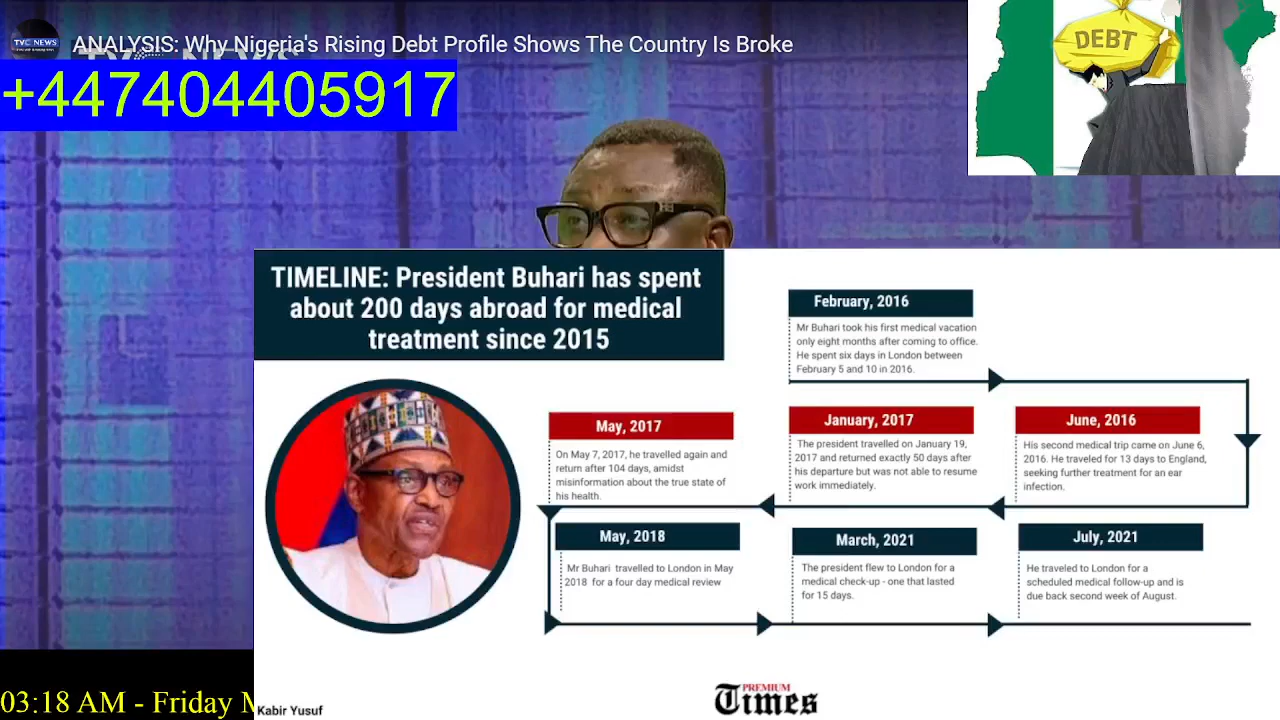 TVC NEWS
ANALYSIS: Why Nigeria's Rising Debt Profile Shows The Country Is Broke
+447404405917
DEBT
TIMELINE: President Buhari has spent
about 200 days abroad for medical
treatment since 2015
February, 2016
Mr Buhari took his first medical vacation
only eight months after coming to office.
He spent six days in London between
February 5 and 10 in 2016.
June, 2016
His second medical trip came on June 6,
2016. He traveled for 13 days to England,
seeking further treatment for an ear
infection.
January, 2017
The president travelled on January 19,
2017 and returned exactly 50 days after
his departure but was not able to resume
work immediately.
May, 2017
On May 7, 2017, he travelled again and
return after 104 days, amidst
misinformation about the true state of
his health.
May, 2018
Mr Buhari travelled to London in May
2018 for a four day medical review
March, 2021
The president flew to London for a
medical check-up - one that lasted
for 15 days.
July, 2021
He traveled to London for a
scheduled medical follow-up and is
due back second week of August.
PREMIUM
Times
03:18 AM - Friday
Kabir Yusuf